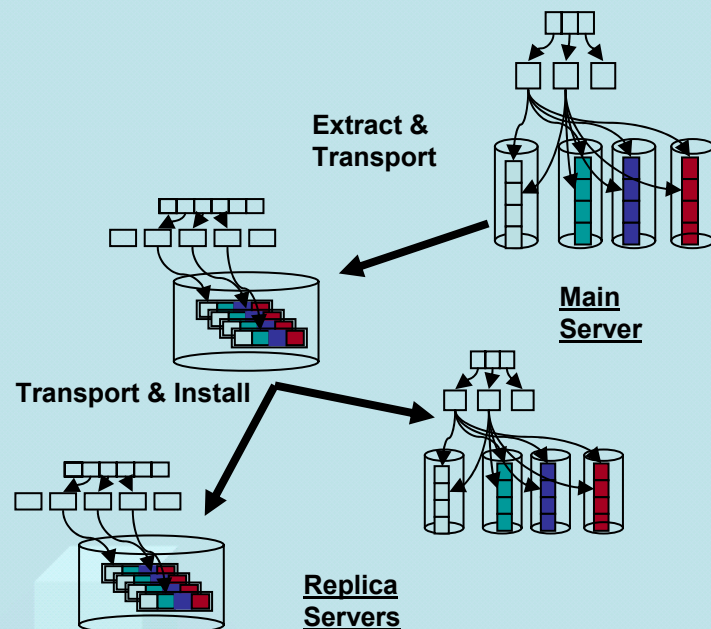 Extract &
Transport
Main
Server
Transport & Install
Replica
Servers